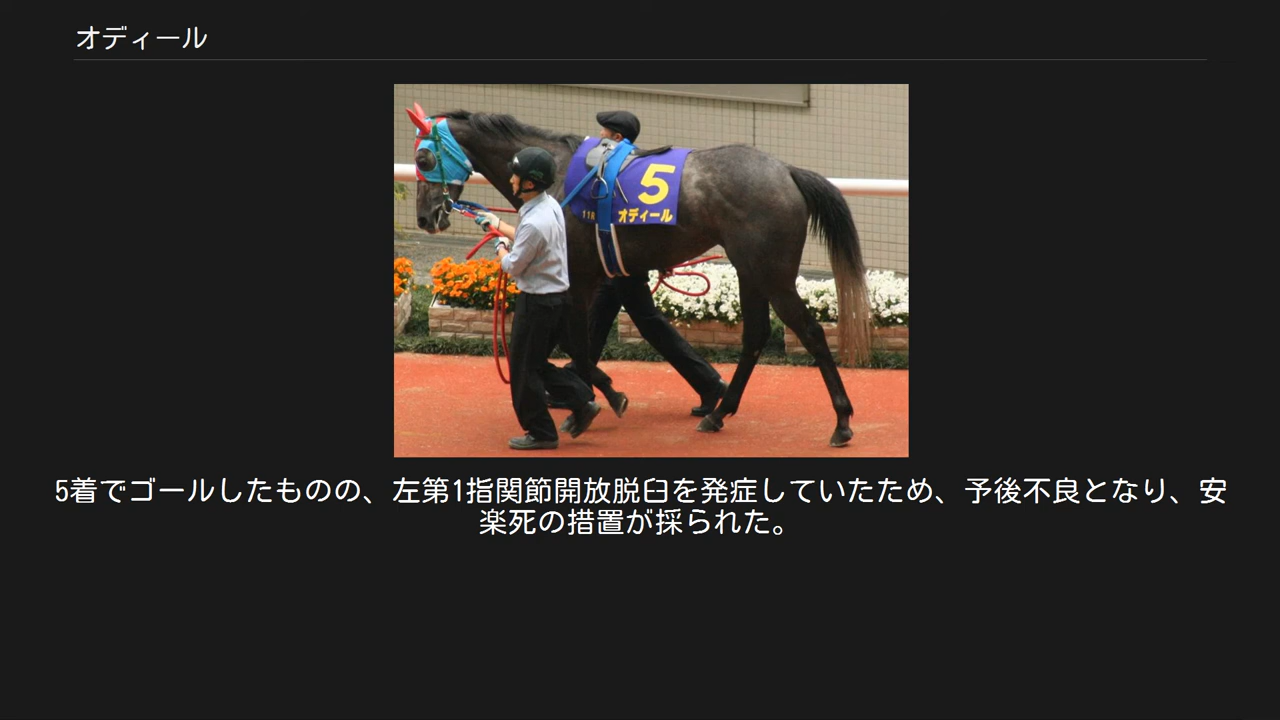 オディール
5
11R オディール
5着でゴールしたものの、左第1指関節開放脱臼を発症していたため、予後不良となり、安
楽死の措置が採られた。